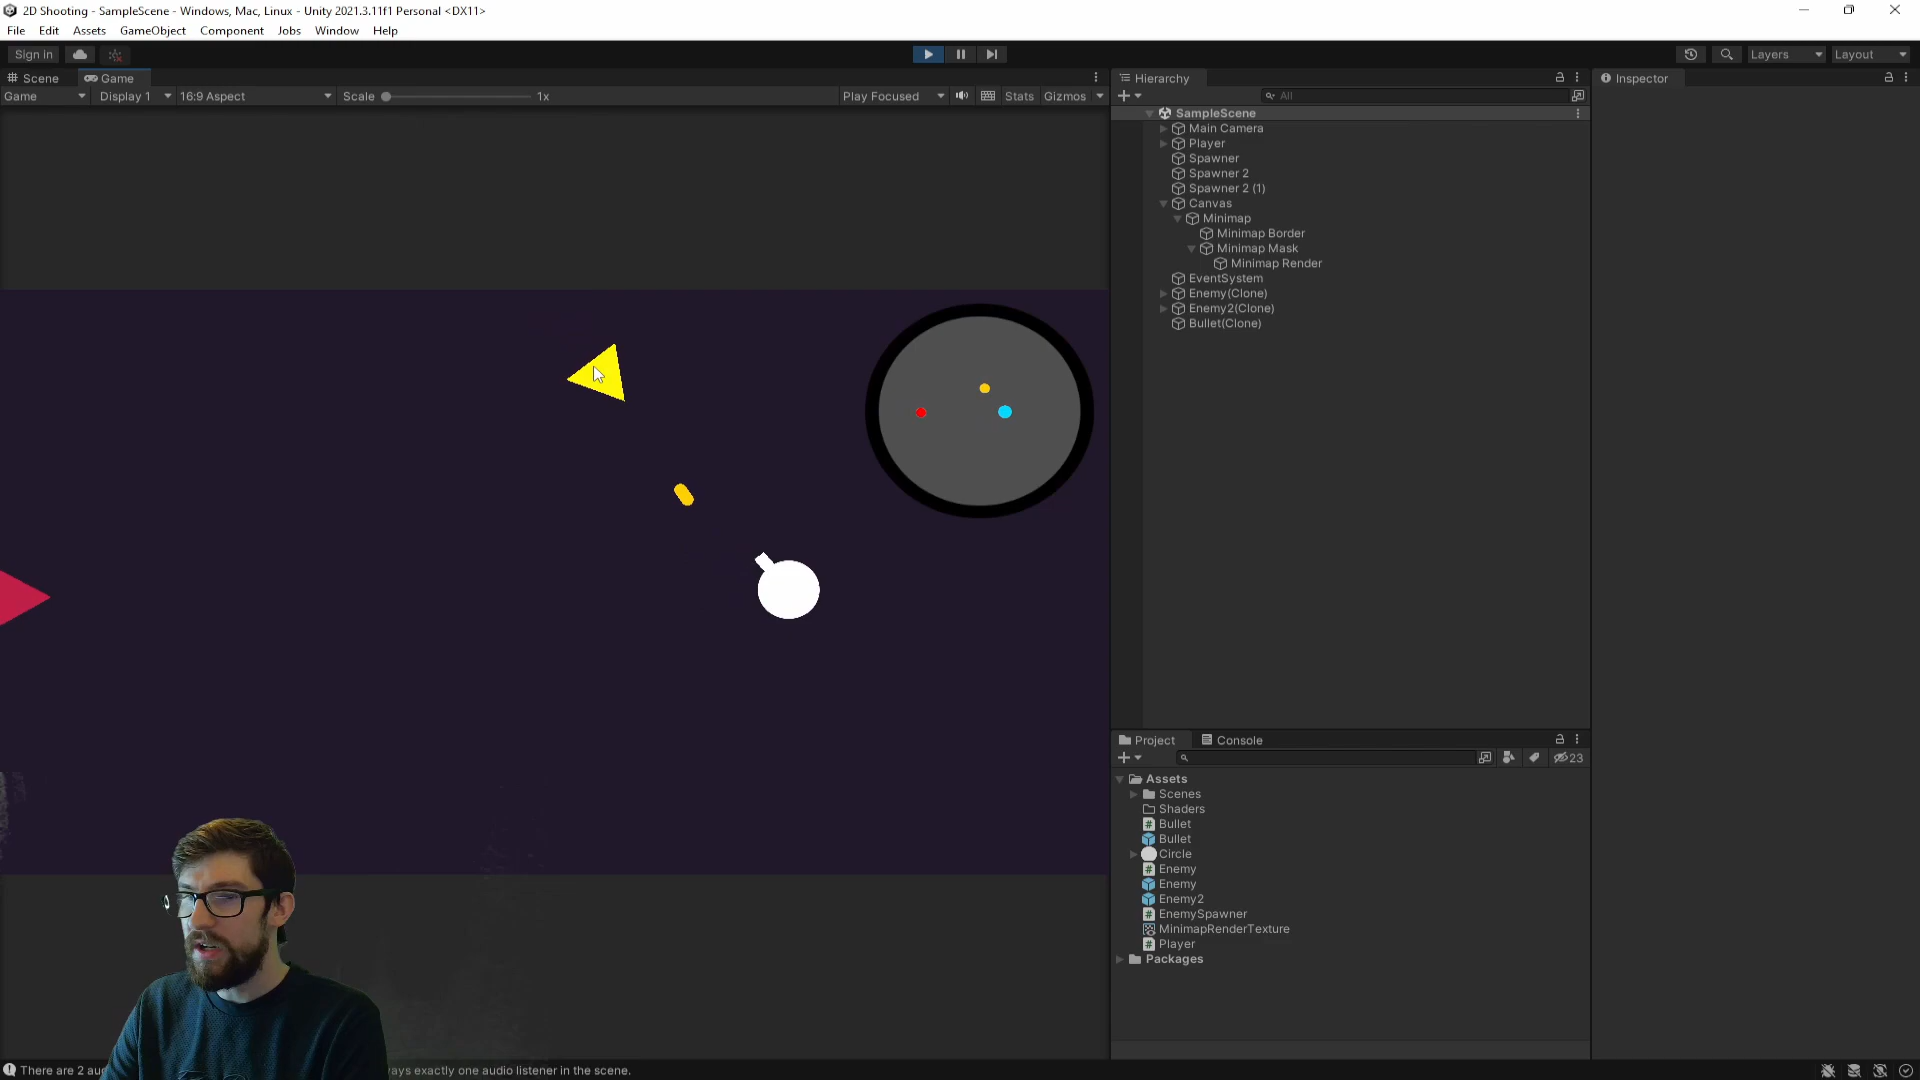 2D Shooting - SampleScene - Windows, Mac, Linux - Unity 2021.3.11f1 Personal <DX11>
File Edit Assets GameObject Component Jobs Window Help
Sign in
Layers
Layout
Scene
Game
Hierarchy
Inspector
Game
Display 1
16:9 Aspect
Scale
1x
Play Focused
Stats
Gizmos
All
SampleScene
Main Camera
Player
Spawner
Spawner 2
Spawner 2 (1)
Canvas
Minimap
Minimap Border
Minimap Mask
Minimap Render
EventSystem
Enemy(Clone)
Enemy2(Clone)
Bullet(Clone)
Project
Console
23
Assets
Scenes
Shaders
Bullet
Bullet
Circle
Enemy
Enemy
Enemy2
EnemySpawner
MinimapRenderTexture
Player
Packages
There are 2 exactly one audio listener in the scene.